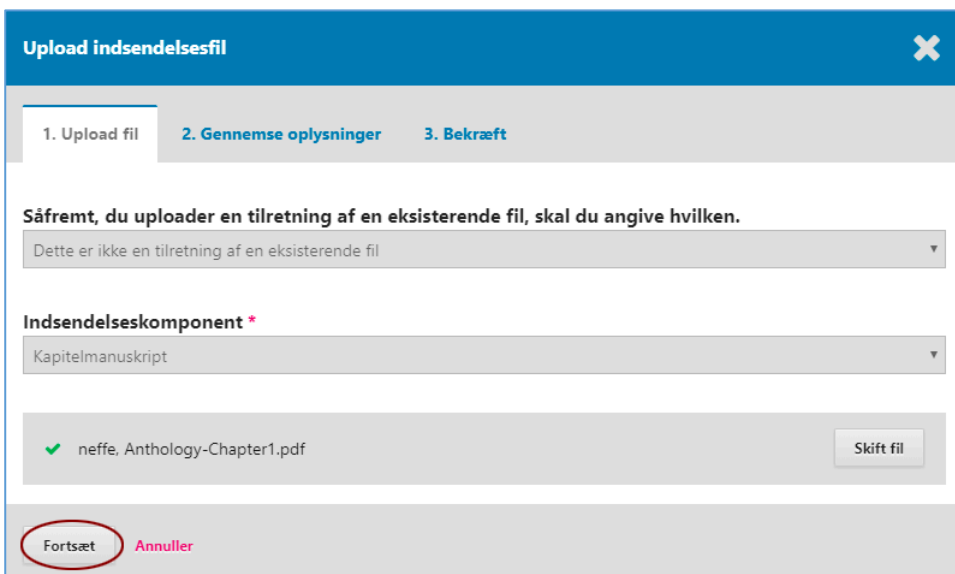 Upload indsendelsesfil
1. Upload fil 2. Gennemse oplysninger 3. Bekræft
Såfremt, du uploader en tilretning af en eksisterende fil, skal du angive hvilken.
Dette er ikke en tilretning af en eksisterende fil
Indsendelseskomponent *
Kapitelmanuskript
neffe, Anthology-Chapter1.pdf Skift fil
Fortsæt Annuller